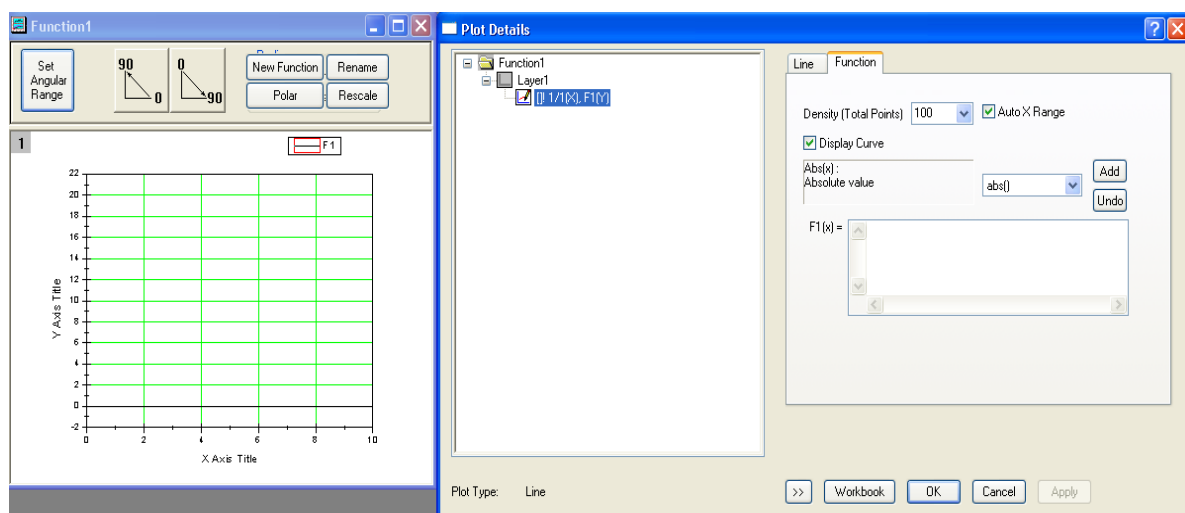 Function1
Set
Angular
Range
90
0
0
90
New Function
Rename
Polar
Rescale
1
F1
22
20
18
16
14
12
10
8
6
4
2
0
-2
0 2 4 6 8 10
Y Axis Title
X Axis Title
Plot Details
Function1
Layer1
[]! 1/1(X), F1(Y)
Line Function
Density (Total Points) 100 Auto X Range
Display Curve
Abs(x) :
Absolute value
abs()
Add
Undo
F1(x) =
Plot Type: Line
>> Workbook OK Cancel Apply